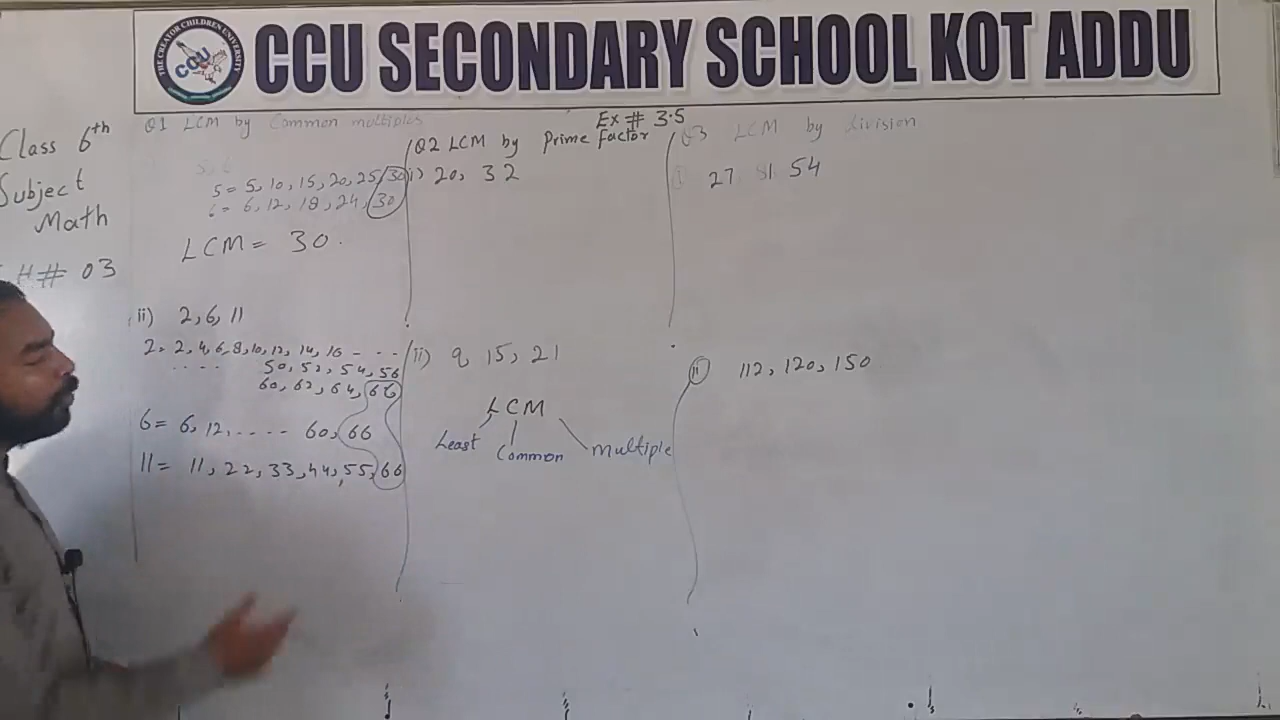 THE CREATOR CHILDREN UNIVERSITY
CCU
CCU SECONDARY SCHOOL KOT ADDU
Class 6th
Subject
Math
H# 03
Ex # 3.5
Q1 LCM by Common multiples
5, 6
5 = 5, 10, 15, 20, 25, 30
6 = 6, 12, 18, 24, 30
LCM = 30.
ii) 2, 6, 11
2 = 2, 4, 6, 8, 10, 12, 14, 16 - - -
.... 50, 52, 54, 56
60, 62, 64, 66
6 = 6, 12, .... 60, 66
11 = 11, 22, 33, 44, 55, 66
Q2 LCM by Prime Factor
i) 20, 32
ii) 9 15, 21
LCM
Least Common multiple
Q3 LCM by division
i 27 81 54
ii 112, 120, 150